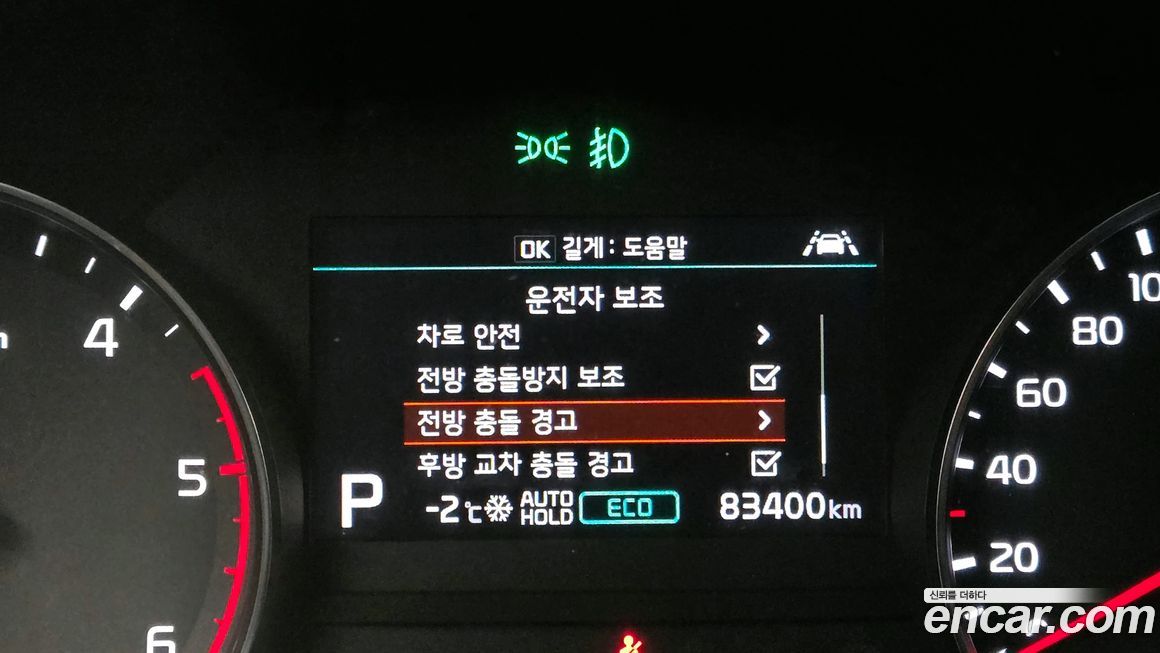 OK 길게 : 도움말
운전자 보조
차로 안전
전방 충돌방지 보조
전방 충돌 경고
후방 교차 충돌 경고
P
-2℃ AUTO HOLD ECO 83400km
4
5
6
80
60
40
20
신뢰를 더하다
encar.com